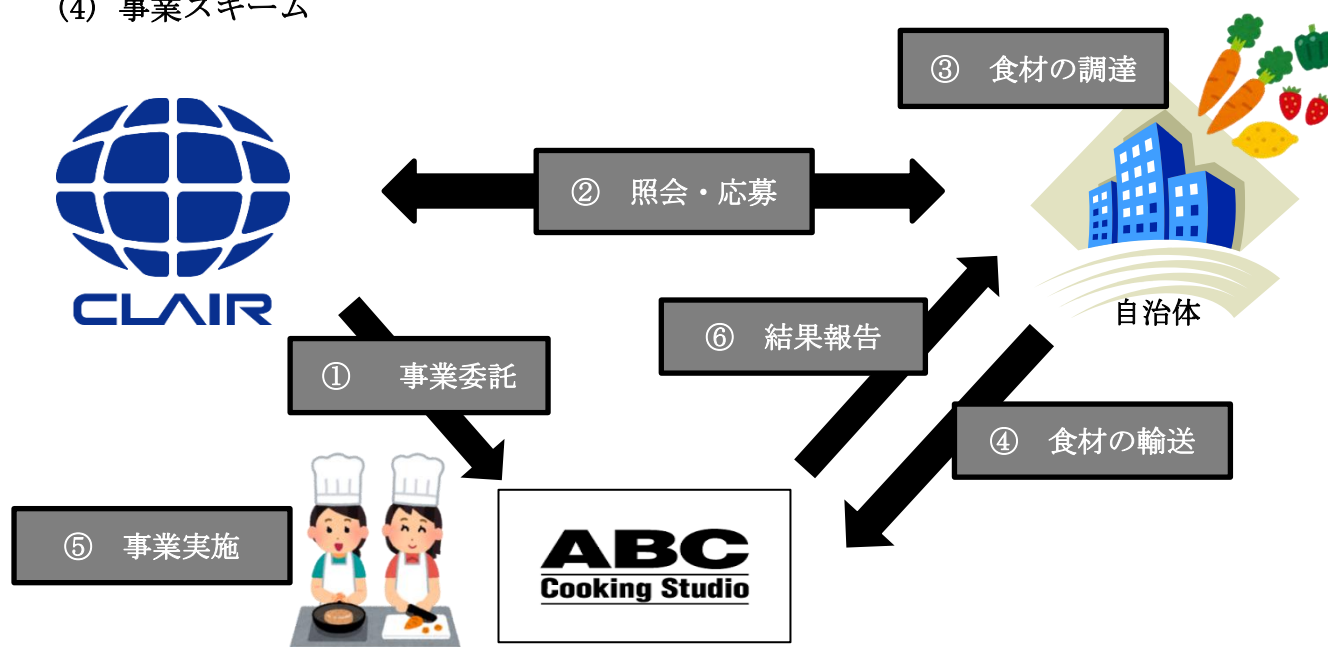 (4) 事業スキーム
③ 食材の調達
② 照会・応募
CLAIR
自治体
⑥ 結果報告
① 事業委託
④ 食材の輸送
⑤ 事業実施
ABC
Cooking Studio